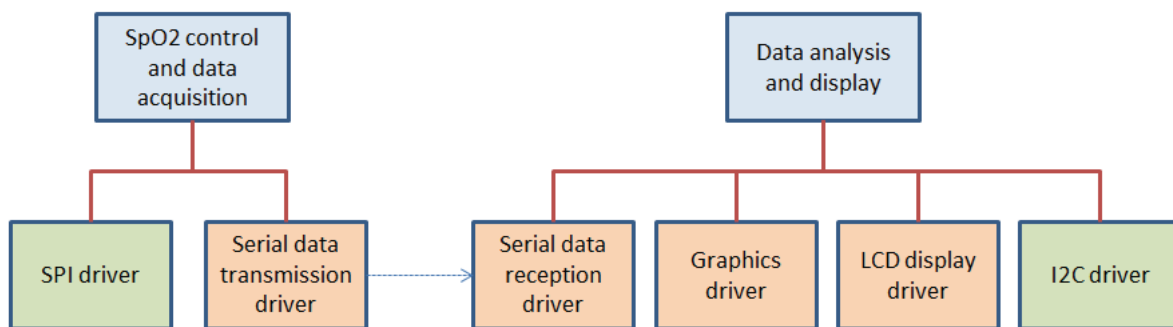 SpO2 control
and data
acquisition
Data analysis
and display
SPI driver
Serial data
transmission
driver
Serial data
reception
driver
Graphics
driver
LCD display
driver
I2C driver